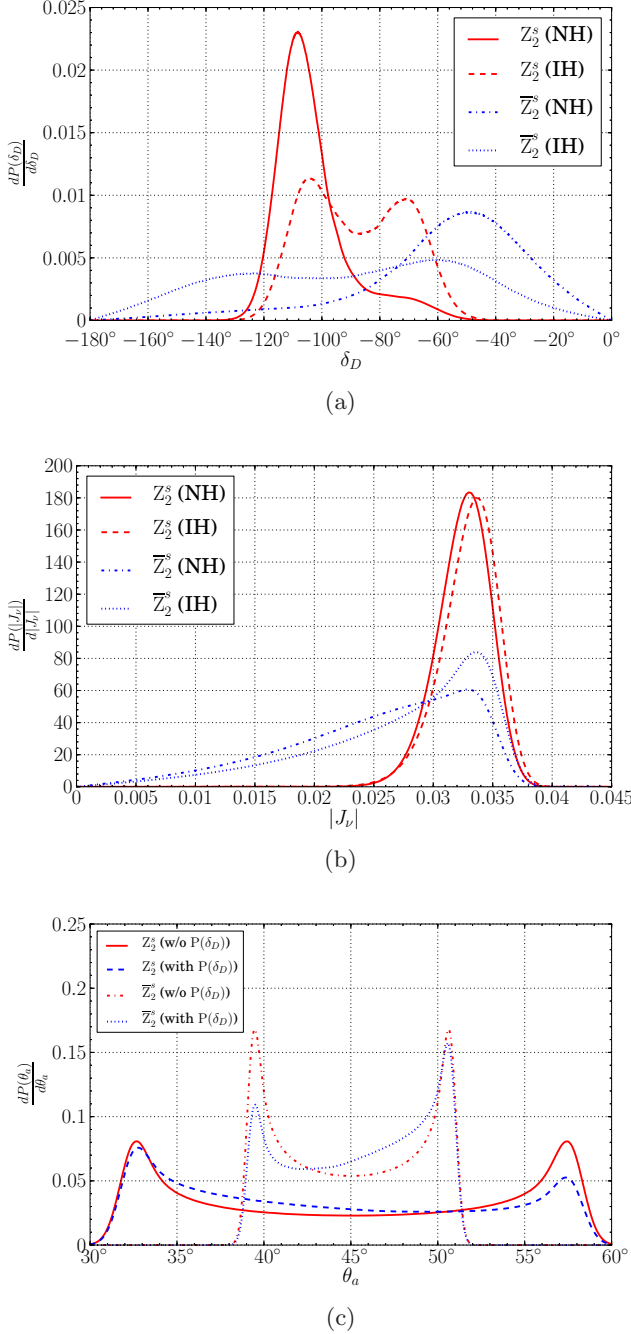 0.025
0.02
0.015
0.01
0.005
0
dP(δ_D)/dδ_D
Z₂ˢ (NH)
Z₂ˢ (IH)
Z̅₂ˢ (NH)
Z̅₂ˢ (IH)
−180° −160° −140° −120° −100° −80° −60° −40° −20° 0°
δ_D
(a)
200
180
160
140
120
100
80
60
40
20
0
dP(|J_ν|)/d|J_ν|
Z₂ˢ (NH)
Z₂ˢ (IH)
Z̅₂ˢ (NH)
Z̅₂ˢ (IH)
0 0.005 0.01 0.015 0.02 0.025 0.03 0.035 0.04 0.045
|J_ν|
(b)
0.25
0.2
0.15
0.1
0.05
0
dP(θ_a)/dθ_a
Z₂ˢ (w/o P(δ_D))
Z₂ˢ (with P(δ_D))
Z̅₂ˢ (w/o P(δ_D))
Z̅₂ˢ (with P(δ_D))
30° 35° 40° 45° 50° 55° 60°
θ_a
(c)